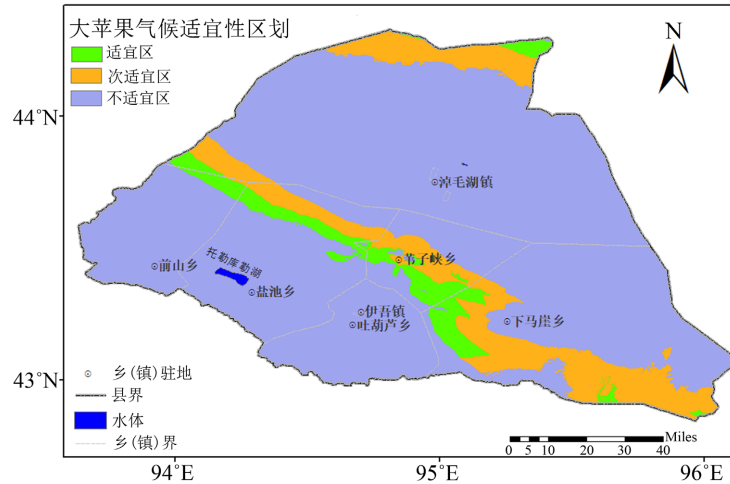 大苹果气候适宜性区划
适宜区
次适宜区
不适宜区
N
44°N
淖毛湖镇
托勒库勒湖
前山乡
盐池乡
苇子峡乡
伊吾镇
吐葫芦乡
下马崖乡
43°N
乡(镇)驻地
县界
水体
乡(镇)界
Miles
0 5 10 20 30 40
94°E
95°E
96°E